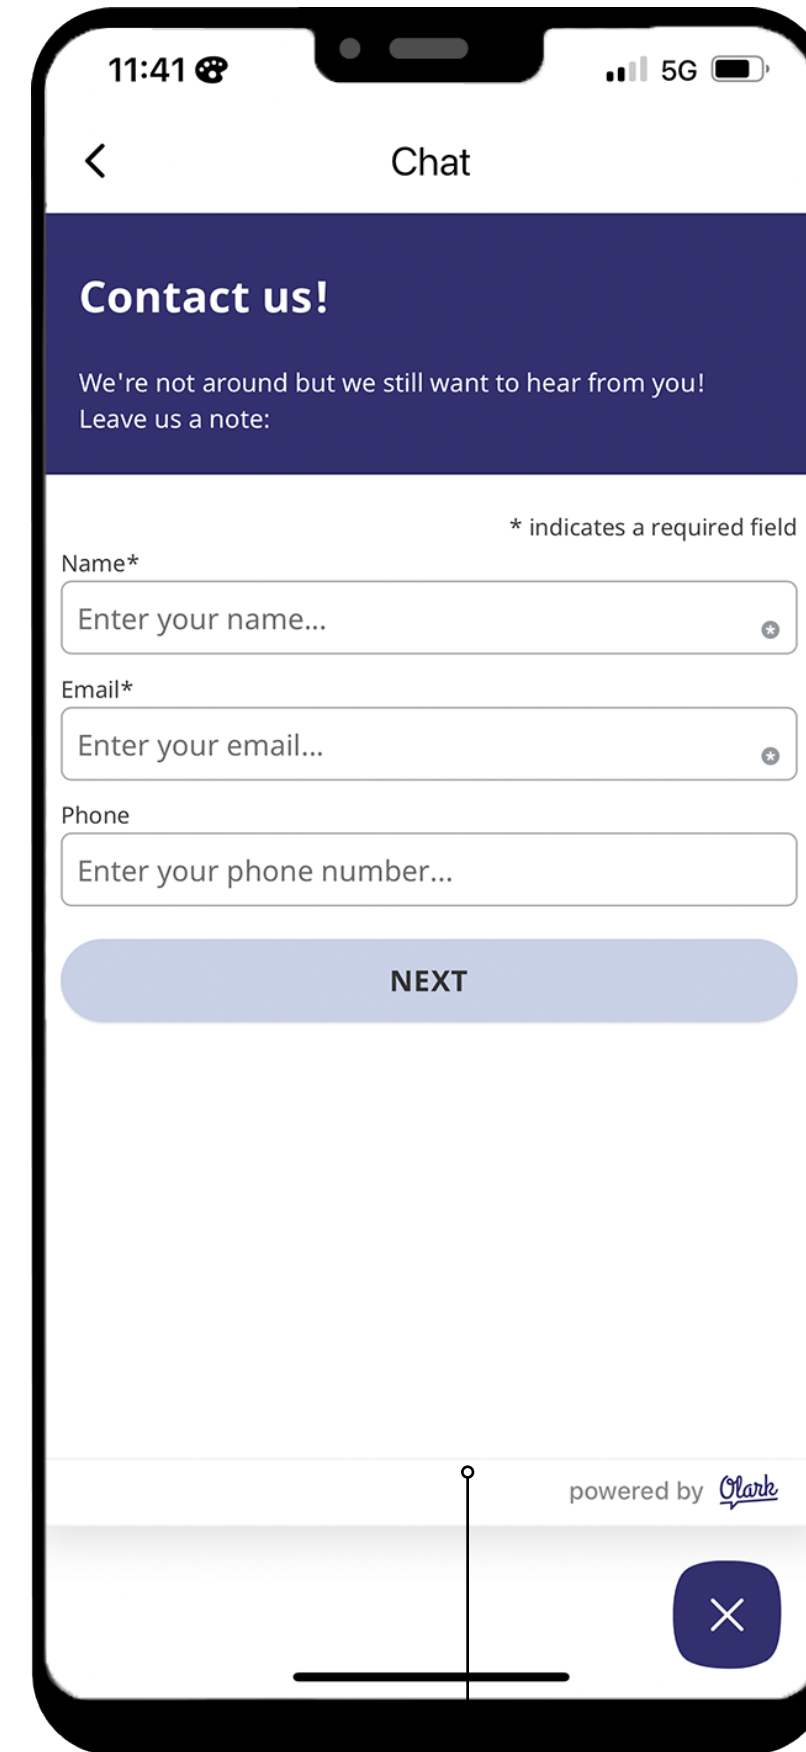 11:41
5G
Chat
Contact us!
We're not around but we still want to hear from you!
Leave us a note:
* indicates a required field
Name*
Enter your name...
Email*
Enter your email...
Phone
Enter your phone number...
NEXT
powered by Olark